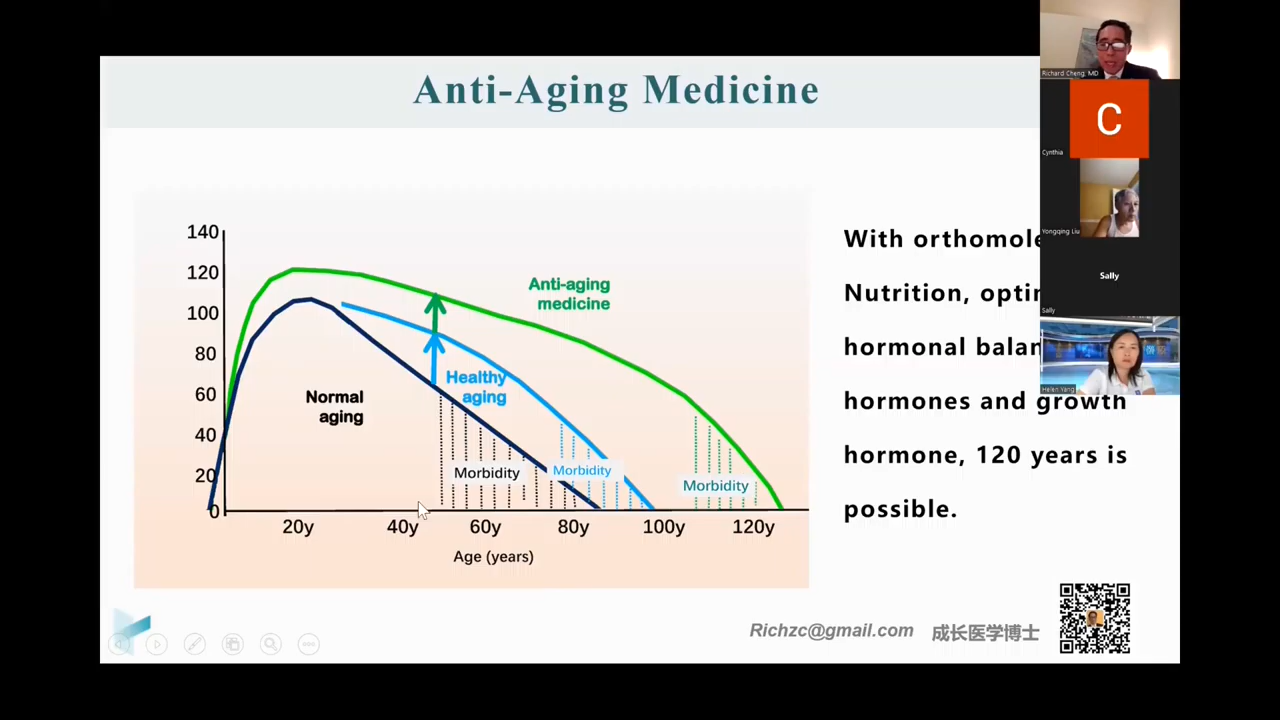 Anti-Aging Medicine
140
120
100
80
60
40
20
0
Anti-aging
medicine
Healthy
aging
Normal
aging
Morbidity
Morbidity
Morbidity
20y
40y
60y
80y
100y
120y
Age (years)
With
Nutrition,
hormonal
hormones and growth
hormone, 120 years is
possible.
Richzc@gmail.com 成长医学博士
Richard Cheng, MD
C
Cynthia
Yongqing Liu
Sally
Sally
Helen Yang